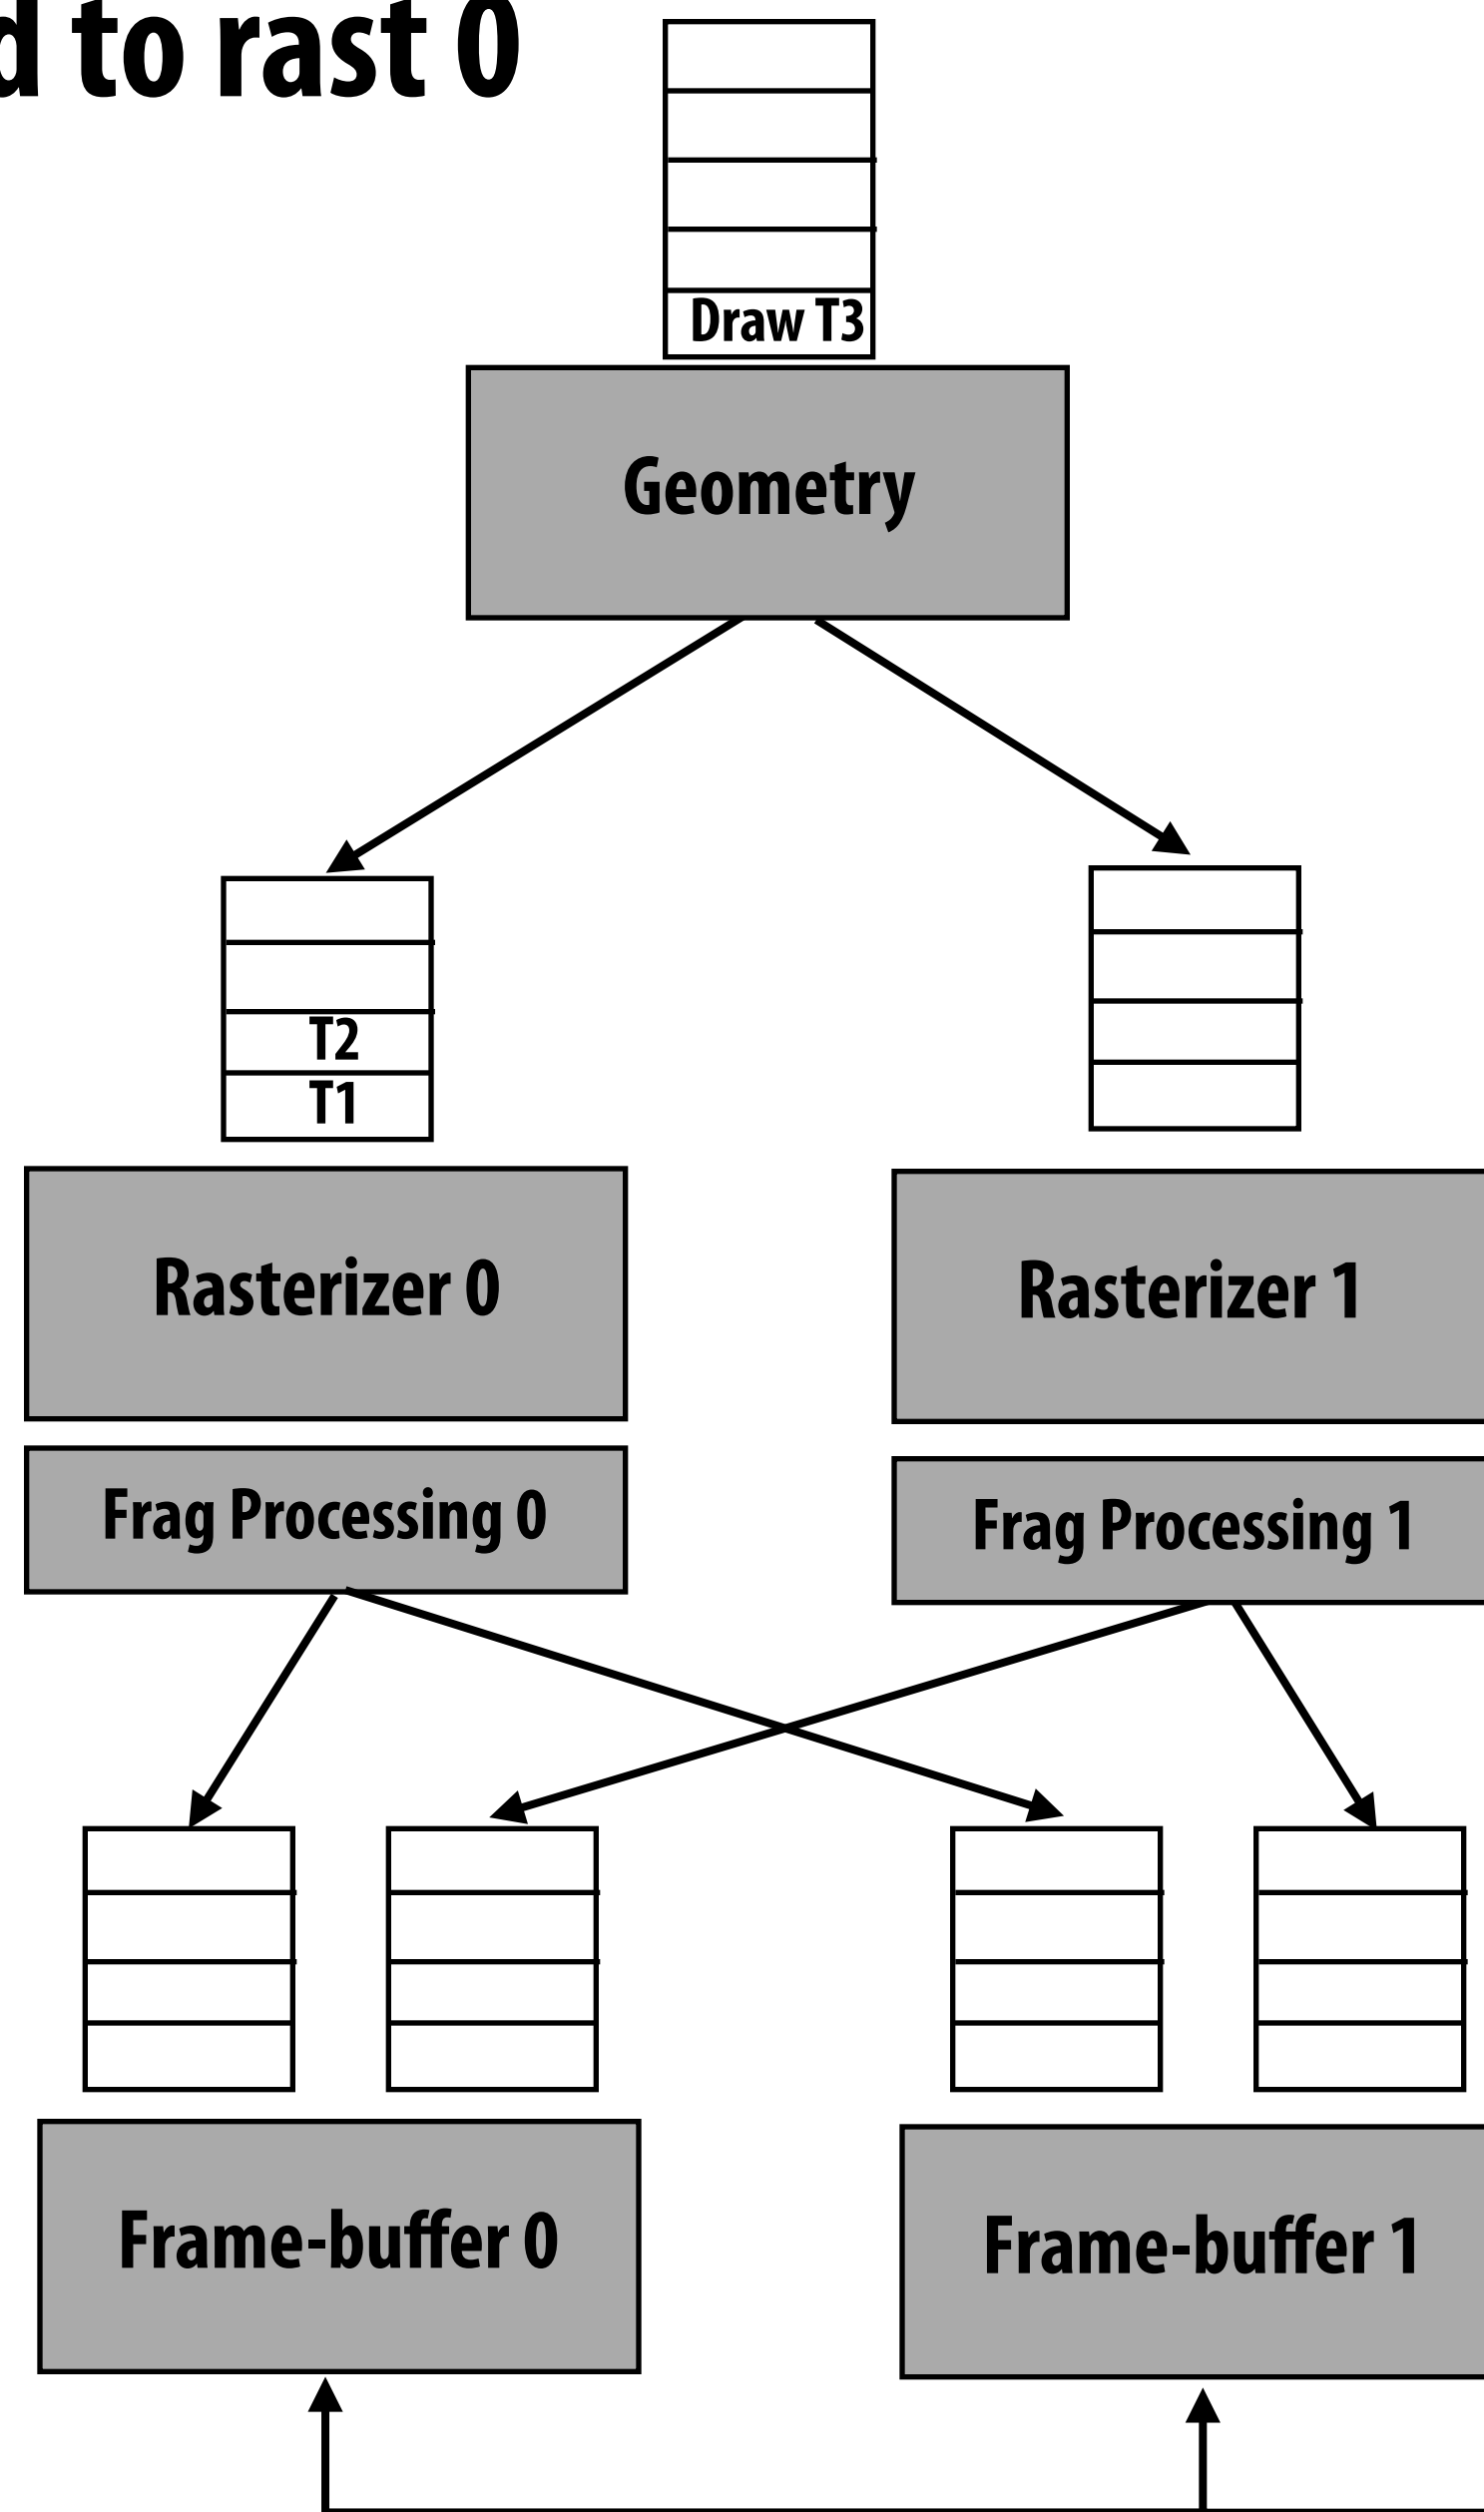 to rast 0
Draw T3
Geometry
T2
T1
Rasterizer 0
Rasterizer 1
Frag Processing 0
Frag Processing 1
Frame-buffer 0
Frame-buffer 1